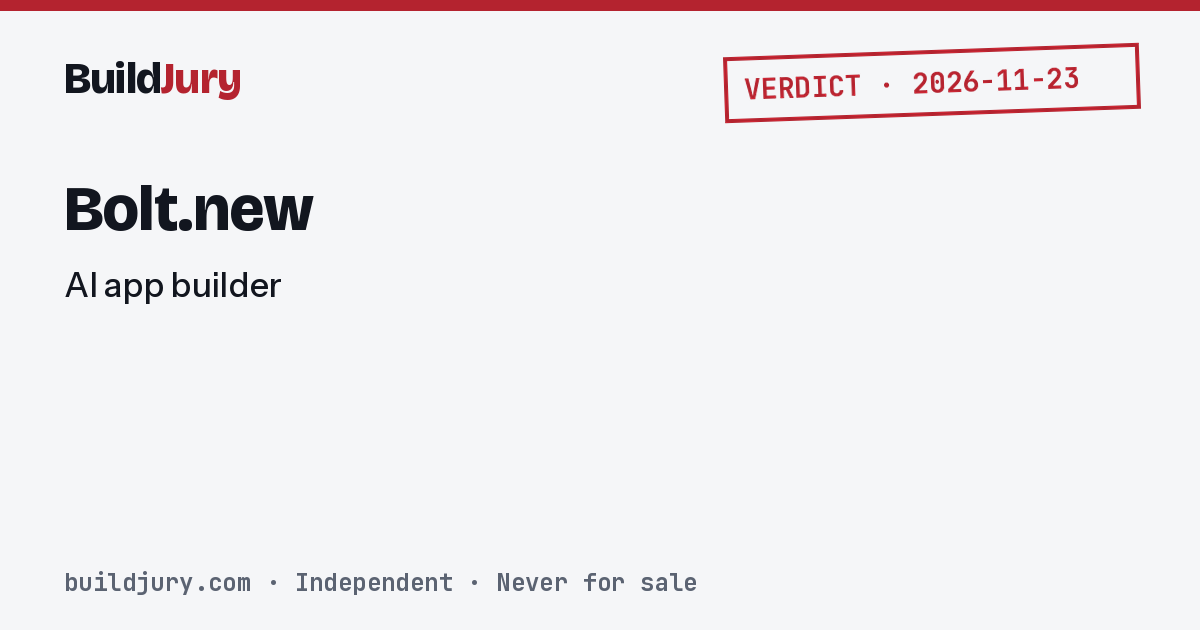 BuildJury
VERDICT · 2026-11-23
Bolt.new
AI app builder
buildjury.com · Independent · Never for sale